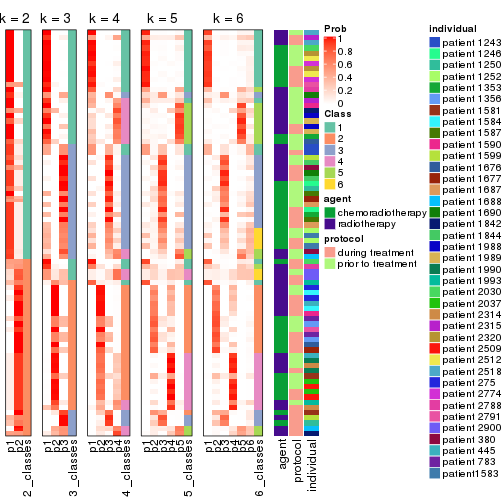 k = 2
k = 3
k = 4
k = 5
k = 6
Prob
1
0.8
0.6
0.4
0.2
0
Class
1
2
3
4
5
6
agent
chemoradiotherapy
radiotherapy
protocol
during treatment
prior to treatment
individual
patient 1243
patient 1246
patient 1250
patient 1252
patient 1353
patient 1356
patient 1581
patient 1584
patient 1587
patient 1590
patient 1599
patient 1676
patient 1677
patient 1687
patient 1688
patient 1690
patient 1842
patient 1844
patient 1988
patient 1989
patient 1990
patient 1993
patient 2030
patient 2037
patient 2314
patient 2315
patient 2320
patient 2509
patient 2512
patient 2518
patient 275
patient 2774
patient 2788
patient 2791
patient 2900
patient 380
patient 445
patient 783
patient1583
p1
p2
2_classes
p1
p2
p3
3_classes
p1
p2
p3
p4
4_classes
p1
p2
p3
p4
p5
5_classes
p1
p2
p3
p4
p5
p6
6_classes
agent
protocol
individual